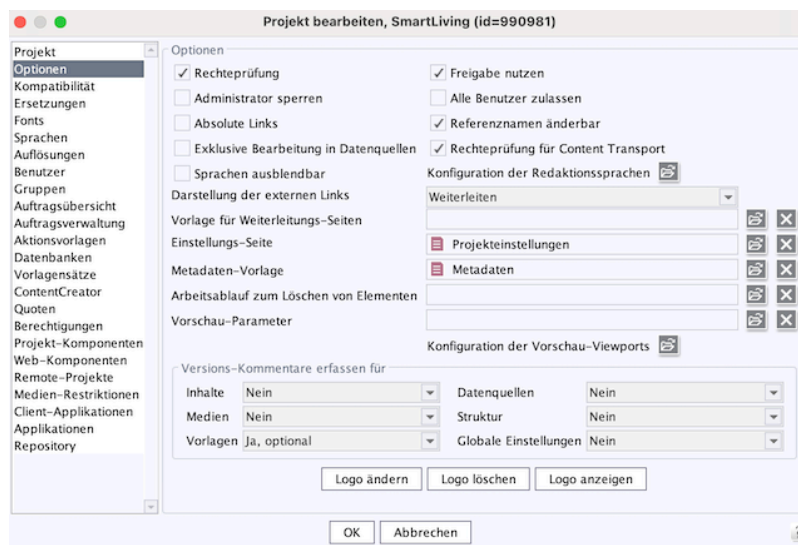 Projekt bearbeiten, SmartLiving (id=990981)
Projekt
Optionen
Kompatibilität
Ersetzungen
Fonts
Sprachen
Auflösungen
Benutzer
Gruppen
Auftragsübersicht
Auftragsverwaltung
Aktionsvorlagen
Datenbanken
Vorlagensätze
ContentCreator
Quoten
Berechtigungen
Projekt-Komponenten
Web-Komponenten
Remote-Projekte
Medien-Restriktionen
Client-Applikationen
Applikationen
Repository
Optionen
Rechteprüfung
Freigabe nutzen
Administrator sperren
Alle Benutzer zulassen
Absolute Links
Referenznamen änderbar
Exklusive Bearbeitung in Datenquellen
Rechteprüfung für Content Transport
Sprachen ausblendbar
Konfiguration der Redaktionssprachen
Darstellung der externen Links Weiterleiten
Vorlage für Weiterleitungs-Seiten
Einstellungs-Seite Projekteinstellungen
Metadaten-Vorlage Metadaten
Arbeitsablauf zum Löschen von Elementen
Vorschau-Parameter
Konfiguration der Vorschau-Viewports
Versions-Kommentare erfassen für
Inhalte Nein Datenquellen Nein
Medien Nein Struktur Nein
Vorlagen Ja, optional Globale Einstellungen Nein
Logo ändern Logo löschen Logo anzeigen
OK Abbrechen